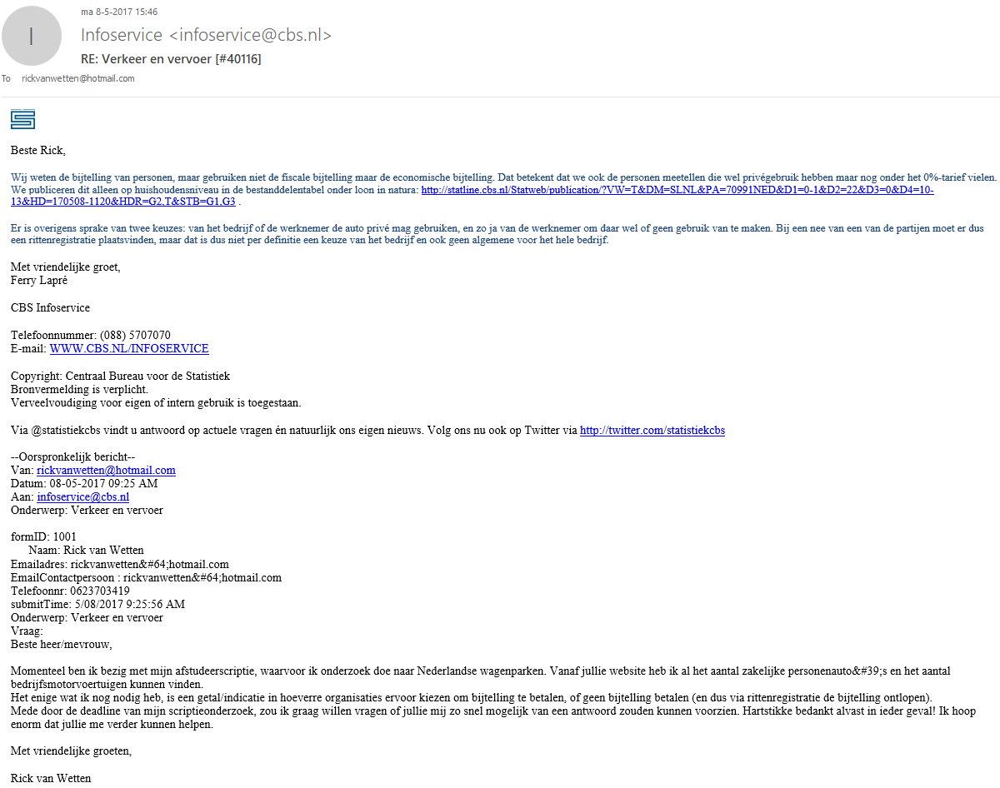 ma 8-5-2017 15:46
I
Infoservice <infoservice@cbs.nl>
RE: Verkeer en vervoer [#40116]
To rickvanwetten@hotmail.com
Beste Rick,
Wij weten de bijtelling van personen, maar gebruiken niet de fiscale bijtelling maar de economische bijtelling. Dat betekent dat we ook de personen meetellen die wel privégebruik hebben maar nog onder het 0%-tarief vielen.
We publiceren dit alleen op huishoudensniveau in de bestanddelentabel onder loon in natura: http://statline.cbs.nl/Statweb/publication/?VW=T&DM=SLNL&PA=70991NED&D1=0-1&D2=22&D3=0&D4=10-
13&HD=170508-1120&HDR=G2,T&STB=G1,G3 .
Er is overigens sprake van twee keuzes: van het bedrijf of de werknemer de auto privé mag gebruiken, en zo ja van de werknemer om daar wel of geen gebruik van te maken. Bij een nee van een van de partijen moet er dus
een rittenregistratie plaatsvinden, maar dat is dus niet per definitie een keuze van het bedrijf en ook geen algemene voor het hele bedrijf.
Met vriendelijke groet,
Ferry Lapré
CBS Infoservice
Telefoonnummer: (088) 5707070
E-mail: WWW.CBS.NL/INFOSERVICE
Copyright: Centraal Bureau voor de Statistiek
Bronvermelding is verplicht.
Verveelvoudiging voor eigen of intern gebruik is toegestaan.
Via @statistiekcbs vindt u antwoord op actuele vragen én natuurlijk ons eigen nieuws. Volg ons nu ook op Twitter via http://twitter.com/statistiekcbs
--Oorspronkelijk bericht--
Van: rickvanwetten@hotmail.com
Datum: 08-05-2017 09:25 AM
Aan: infoservice@cbs.nl
Onderwerp: Verkeer en vervoer
formID: 1001
Naam: Rick van Wetten
Emailadres: rickvanwetten&#64;hotmail.com
EmailContactpersoon : rickvanwetten&#64;hotmail.com
Telefoonnr: 0623703419
submitTime: 5/08/2017 9:25:56 AM
Onderwerp: Verkeer en vervoer
Vraag:
Beste heer/mevrouw,
Momenteel ben ik bezig met mijn afstudeerscriptie, waarvoor ik onderzoek doe naar Nederlandse wagenparken. Vanaf jullie website heb ik al het aantal zakelijke personenauto&#39;s en het aantal
bedrijfsmotorvoertuigen kunnen vinden.
Het enige wat ik nog nodig heb, is een getal/indicatie in hoeverre organisaties ervoor kiezen om bijtelling te betalen, of geen bijtelling betalen (en dus via rittenregistratie de bijtelling ontlopen).
Mede door de deadline van mijn scriptieonderzoek, zou ik graag willen vragen of jullie mij zo snel mogelijk van een antwoord zouden kunnen voorzien. Hartstikke bedankt alvast in ieder geval! Ik hoop
enorm dat jullie me verder kunnen helpen.
Met vriendelijke groeten,
Rick van Wetten